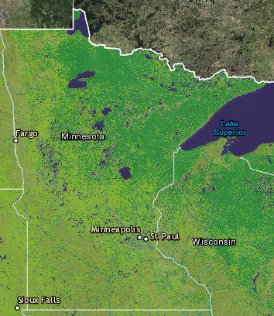 Fargo
Minnesota
Lake
Superior
Minneapolis
St. Paul
Wisconsin
Sioux Falls